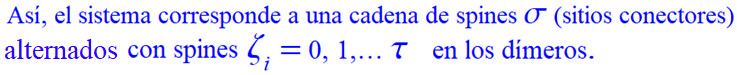 Así, el sistema corresponde a una cadena de spines σ (sitios conectores)
alternados con spines ζᵢ = 0, 1,... τ en los dímeros.